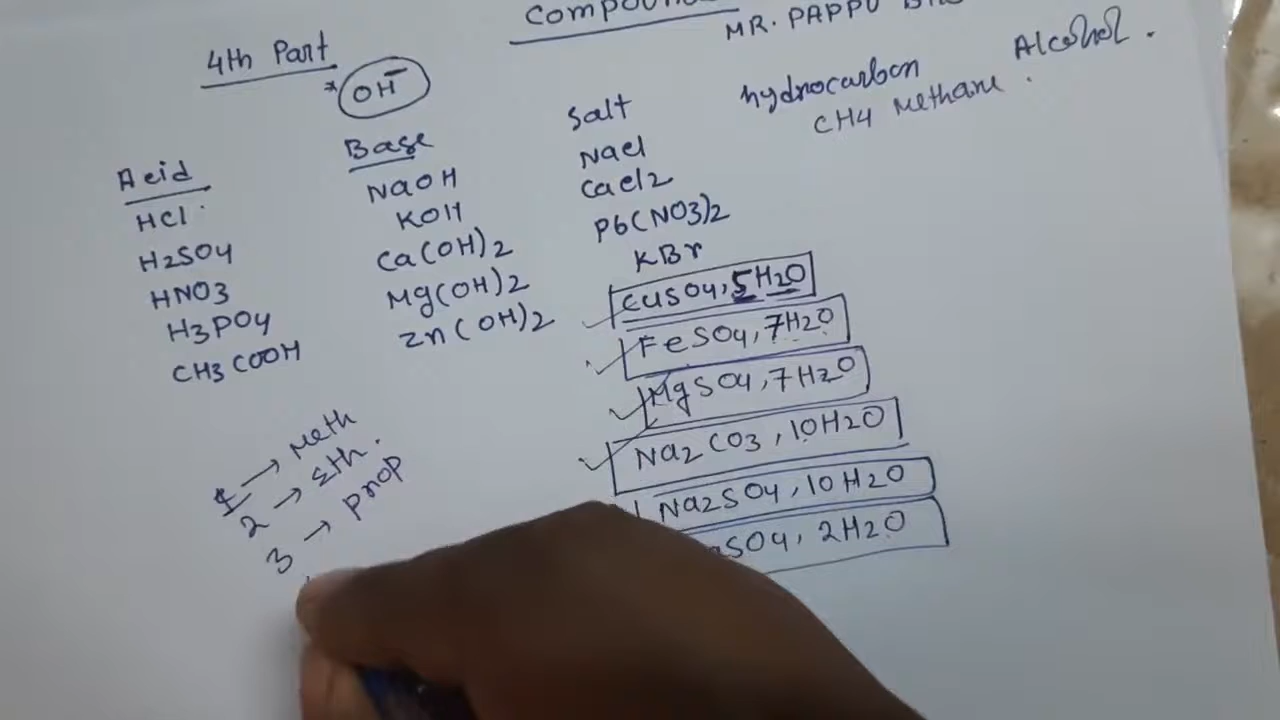 Compoun
MR. PAPPU
4th Part
* OH-
Acid
HCl
H2SO4
HNO3
H3PO4
CH3COOH
Base
NaOH
KOH
Ca(OH)2
Mg(OH)2
Zn(OH)2
Salt
NaCl
CaCl2
Pb(NO3)2
KBr
CuSO4, 5H2O
FeSO4, 7H2O
MgSO4, 7H2O
Na2CO3, 10H2O
Na2SO4, 10H2O
aSO4, 2H2O
hydrocarbon
CH4 Methane
Alcohol.
1 → Meth
2 → Eth
3 → Prop